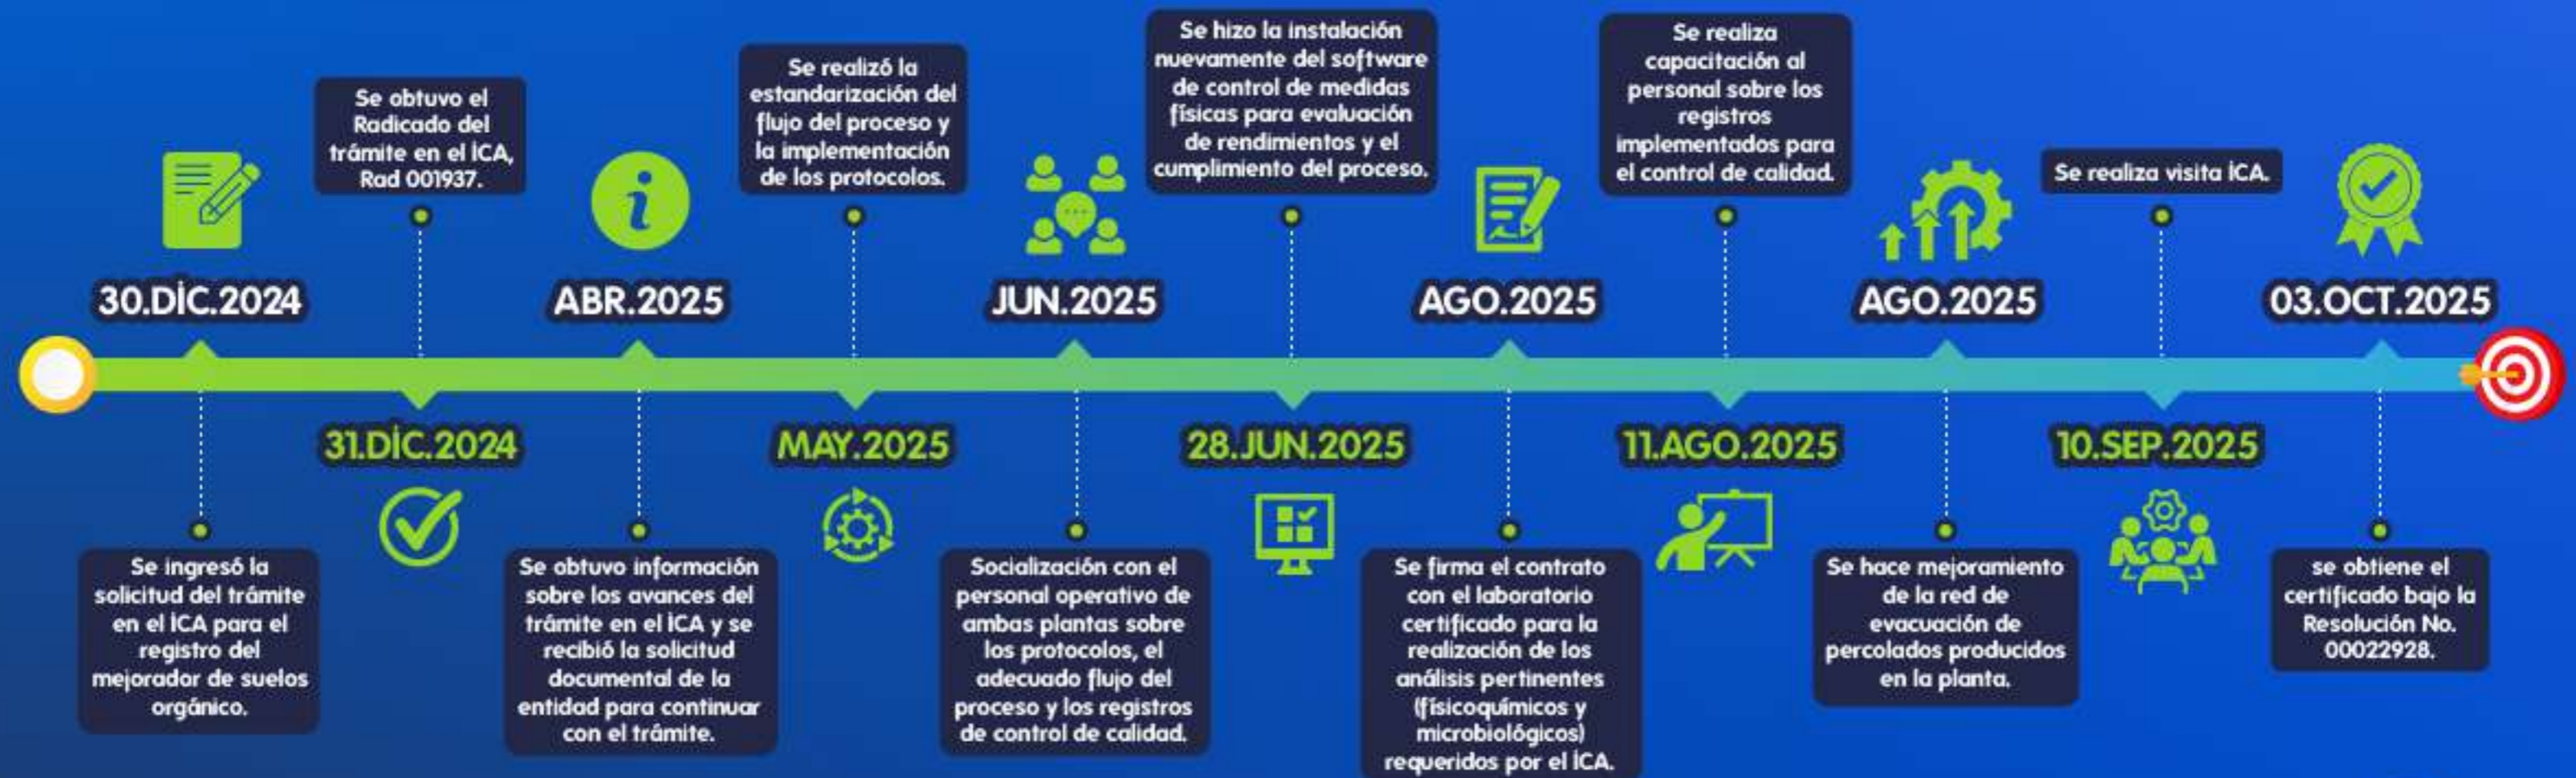 30.DİC.2024
Se ingresó la
solicitud del trámite
en el İCA para el
registro del
mejorador de suelos
orgánico.
Se obtuvo el
Radicado del
trámite en el İCA,
Rad 001937.
31.DİC.2024
ABR.2025
Se obtuvo información
sobre los avances del
trámite en el İCA y se
recibió la solicitud
documental de la
entidad para continuar
con el trámite.
Se realizó la
estandarización del
flujo del proceso y
la implementación
de los protocolos.
MAY.2025
JUN.2025
Socialización con el
personal operativo de
ambas plantas sobre
los protocolos, el
adecuado flujo del
proceso y los registros
de control de calidad.
Se hizo la instalación
nuevamente del software
de control de medidas
físicas para evaluación
de rendimientos y el
cumplimiento del proceso.
28.JUN.2025
AGO.2025
Se firma el contrato
con el laboratorio
certificado para la
realización de los
análisis pertinentes
(físicoquímicos y
microbiológicos)
requeridos por el İCA.
Se realiza
capacitación al
personal sobre los
registros
implementados para
el control de calidad.
11.AGO.2025
AGO.2025
Se hace mejoramiento
de la red de
evacuación de
percolados producidos
en la planta.
Se realiza visita İCA.
10.SEP.2025
03.OCT.2025
se obtiene el
certificado bajo la
Resolución No.
00022928.